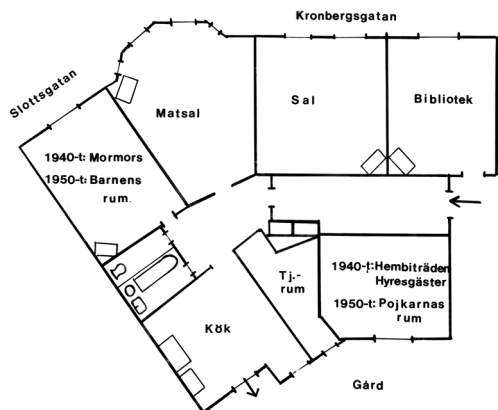 Kronbergsgatan
Slottsgatan
Matsal
Sal
Bibliotek
1940-t: Mormors
1950-t: Barnens
rum.
Tj.-
rum
1940-t: Hembiträden
Hyresgäster
1950-t: Pojkarnas
rum
Kök
Gård